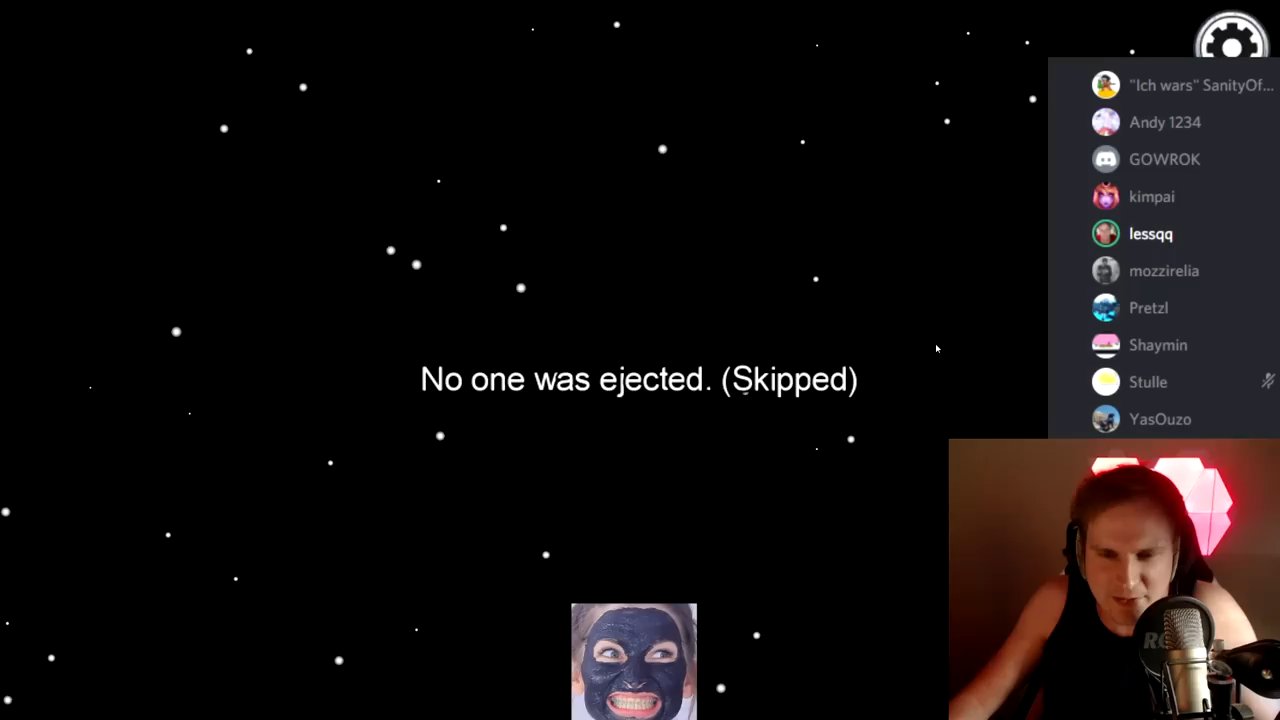 "Ich wars" SanityOf...
Andy 1234
GOWROK
kimpai
lessqq
mozzirelia
Pretzl
Shaymin
No one was ejected. (Skipped)
Stulle
YasOuzo